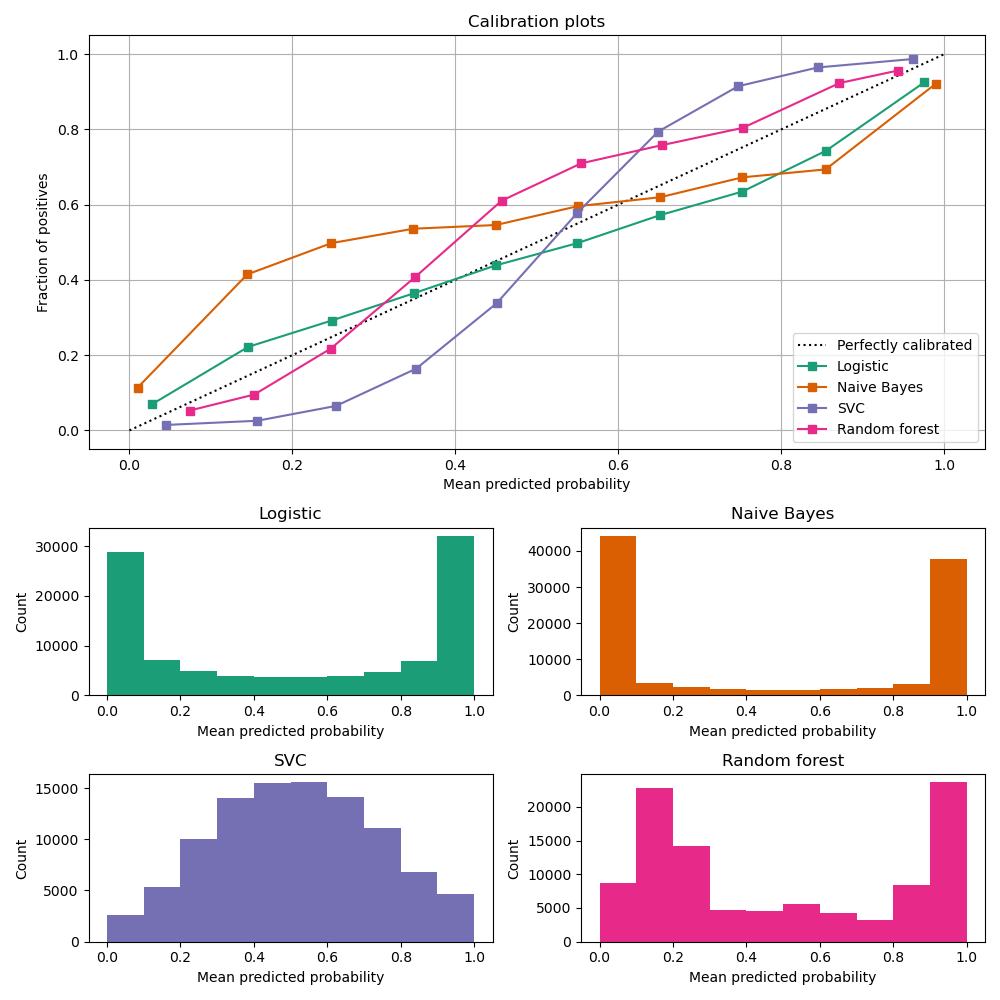 Calibration plots
Fraction of positives
1.0
0.8
0.6
0.4
0.2
0.0
0.0 0.2 0.4 0.6 0.8 1.0
Mean predicted probability
Perfectly calibrated
Logistic
Naive Bayes
SVC
Random forest
Logistic
Count
30000
20000
10000
0
0.0 0.2 0.4 0.6 0.8 1.0
Mean predicted probability
Naive Bayes
Count
40000
30000
20000
10000
0
0.0 0.2 0.4 0.6 0.8 1.0
Mean predicted probability
SVC
Count
15000
10000
5000
0
0.0 0.2 0.4 0.6 0.8 1.0
Mean predicted probability
Random forest
Count
20000
15000
10000
5000
0
0.0 0.2 0.4 0.6 0.8 1.0
Mean predicted probability